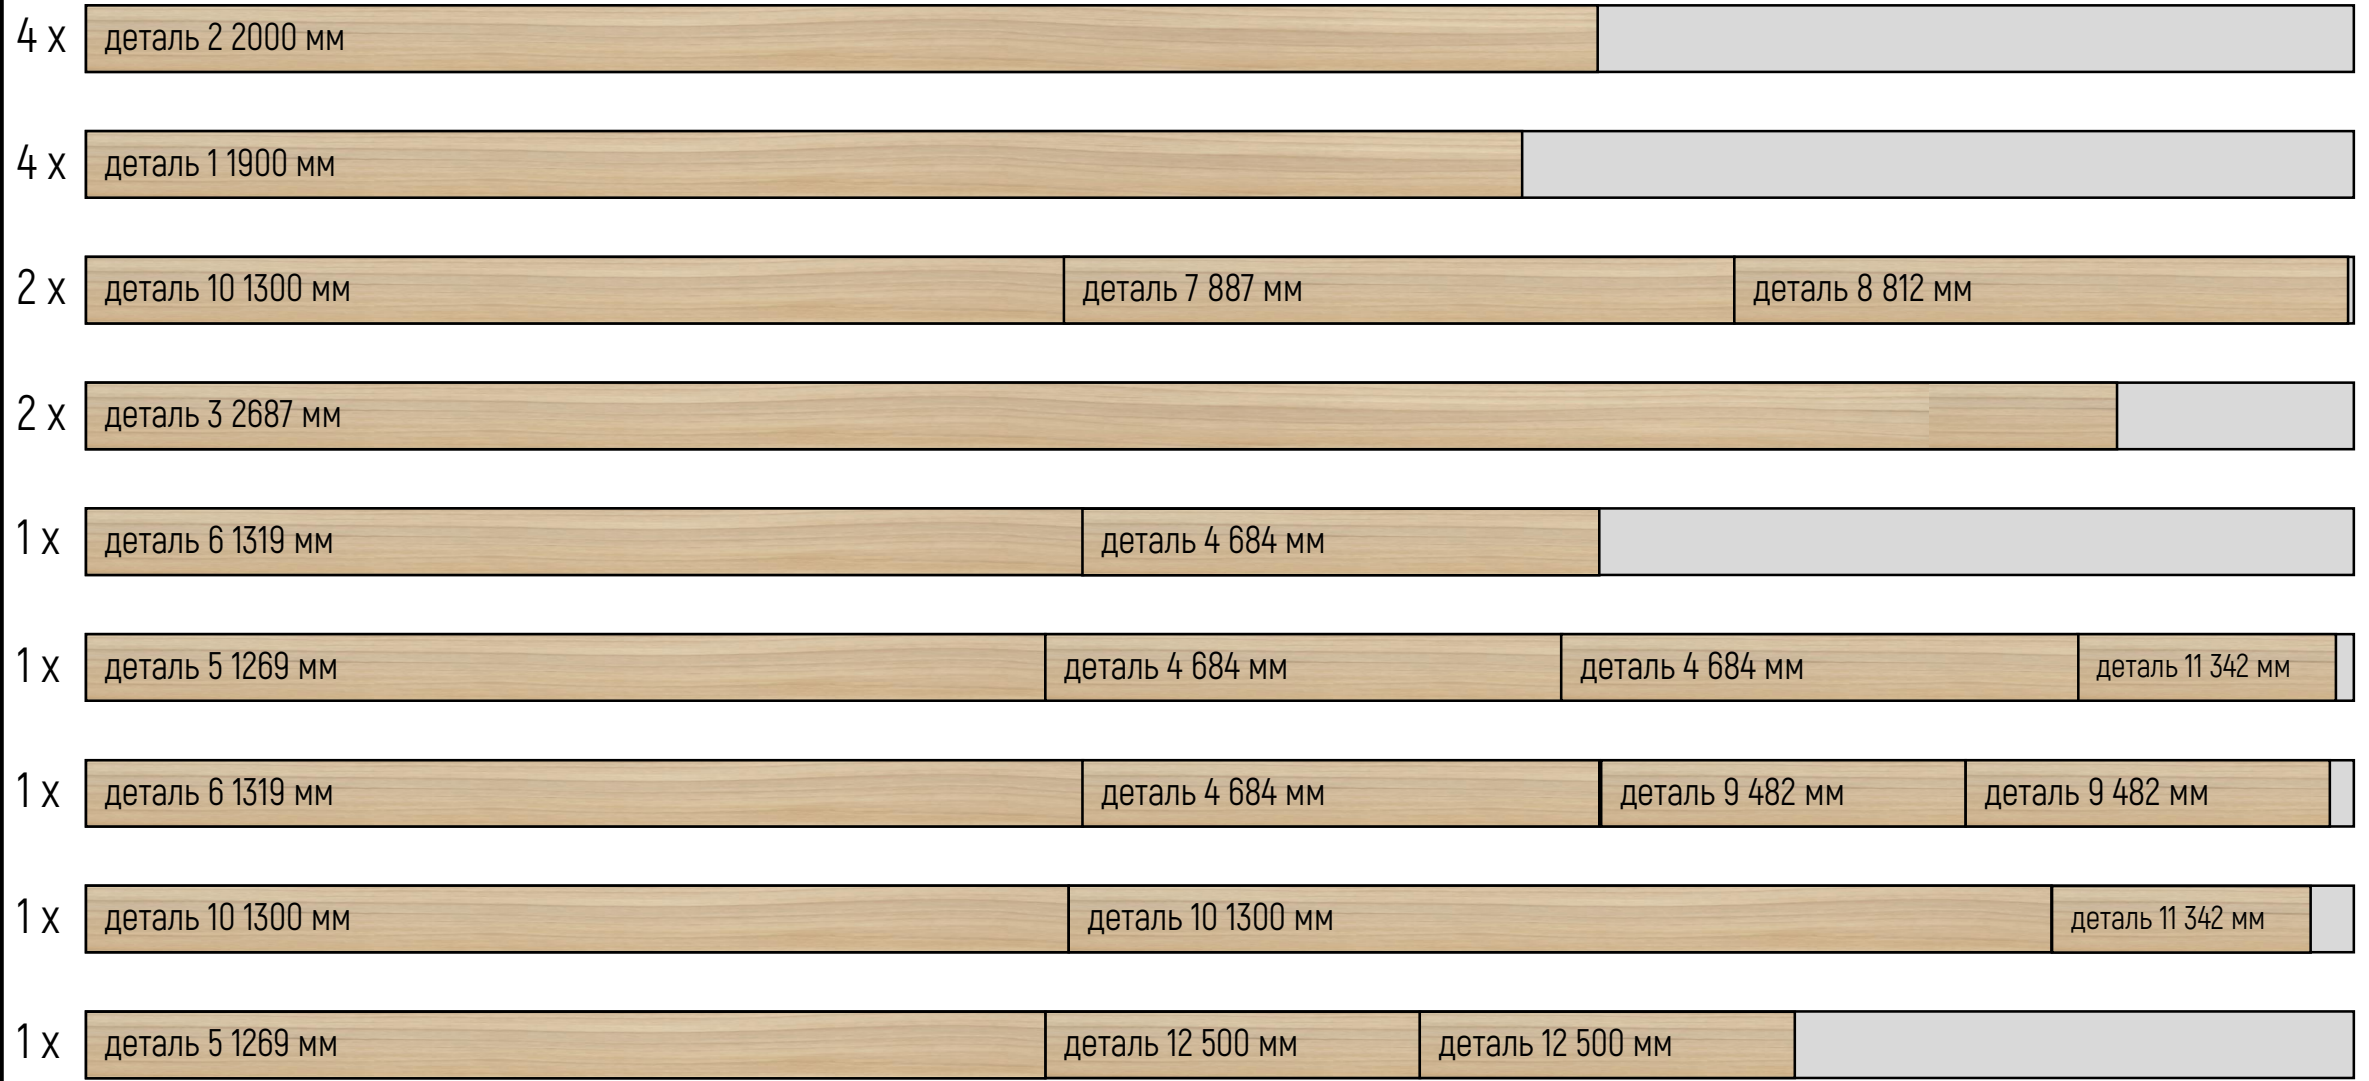 4 x деталь 2 2000 мм
4 x деталь 1 1900 мм
2 x деталь 10 1300 мм деталь 7 887 мм деталь 8 812 мм
2 x деталь 3 2687 мм
1 x деталь 6 1319 мм деталь 4 684 мм
1 x деталь 5 1269 мм деталь 4 684 мм деталь 4 684 мм деталь 11 342 мм
1 x деталь 6 1319 мм деталь 4 684 мм деталь 9 482 мм деталь 9 482 мм
1 x деталь 10 1300 мм деталь 10 1300 мм деталь 11 342 мм
1 x деталь 5 1269 мм деталь 12 500 мм деталь 12 500 мм